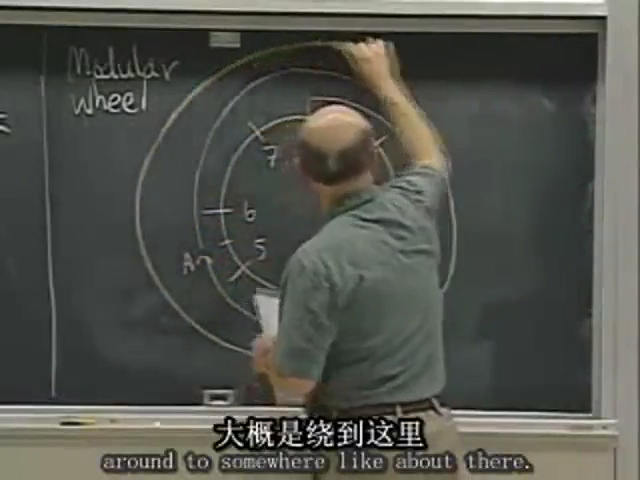 Modular
wheel
7
6
5
大概是绕到这里
around to somewhere like about there.